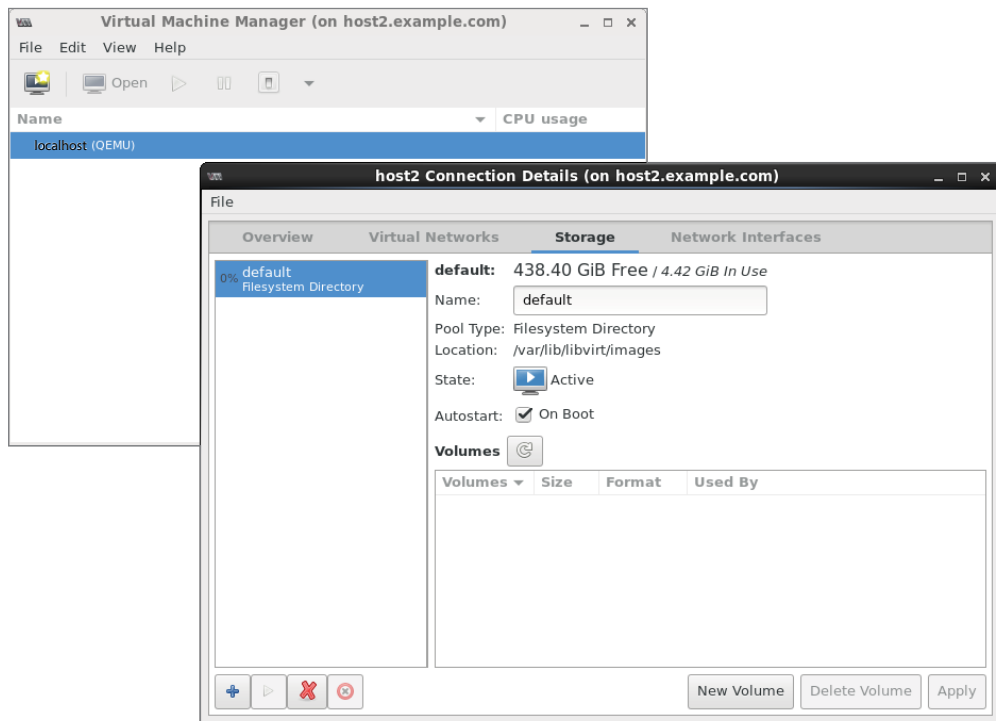 Virtual Machine Manager (on host2.example.com)
File Edit View Help
Open
Name CPU usage
localhost (QEMU)
host2 Connection Details (on host2.example.com)
File
Overview Virtual Networks Storage Network Interfaces
0% default
Filesystem Directory
default: 438.40 GiB Free / 4.42 GiB In Use
Name: default
Pool Type: Filesystem Directory
Location: /var/lib/libvirt/images
State: Active
Autostart: On Boot
Volumes
Volumes Size Format Used By
New Volume Delete Volume Apply